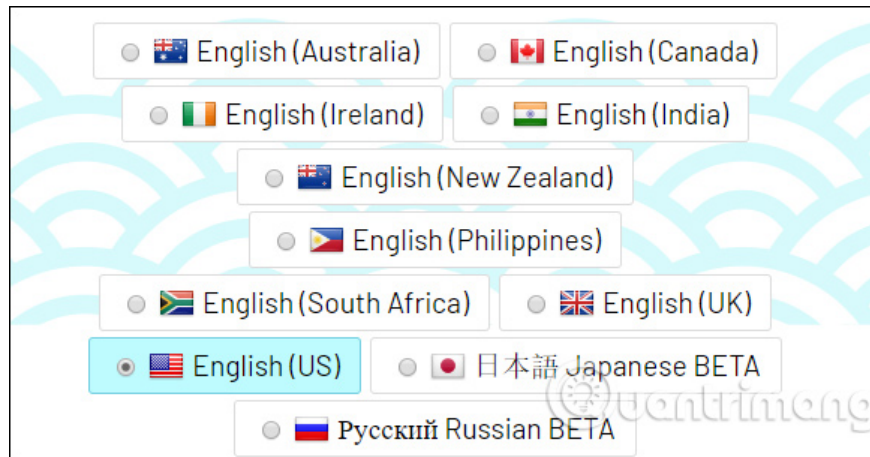 English (Australia) English (Canada)
English (Ireland) English (India)
English (New Zealand)
English (Philippines)
English (South Africa) English (UK)
English (US) 日本語 Japanese BETA
Quantrimang
Русский Russian BETA